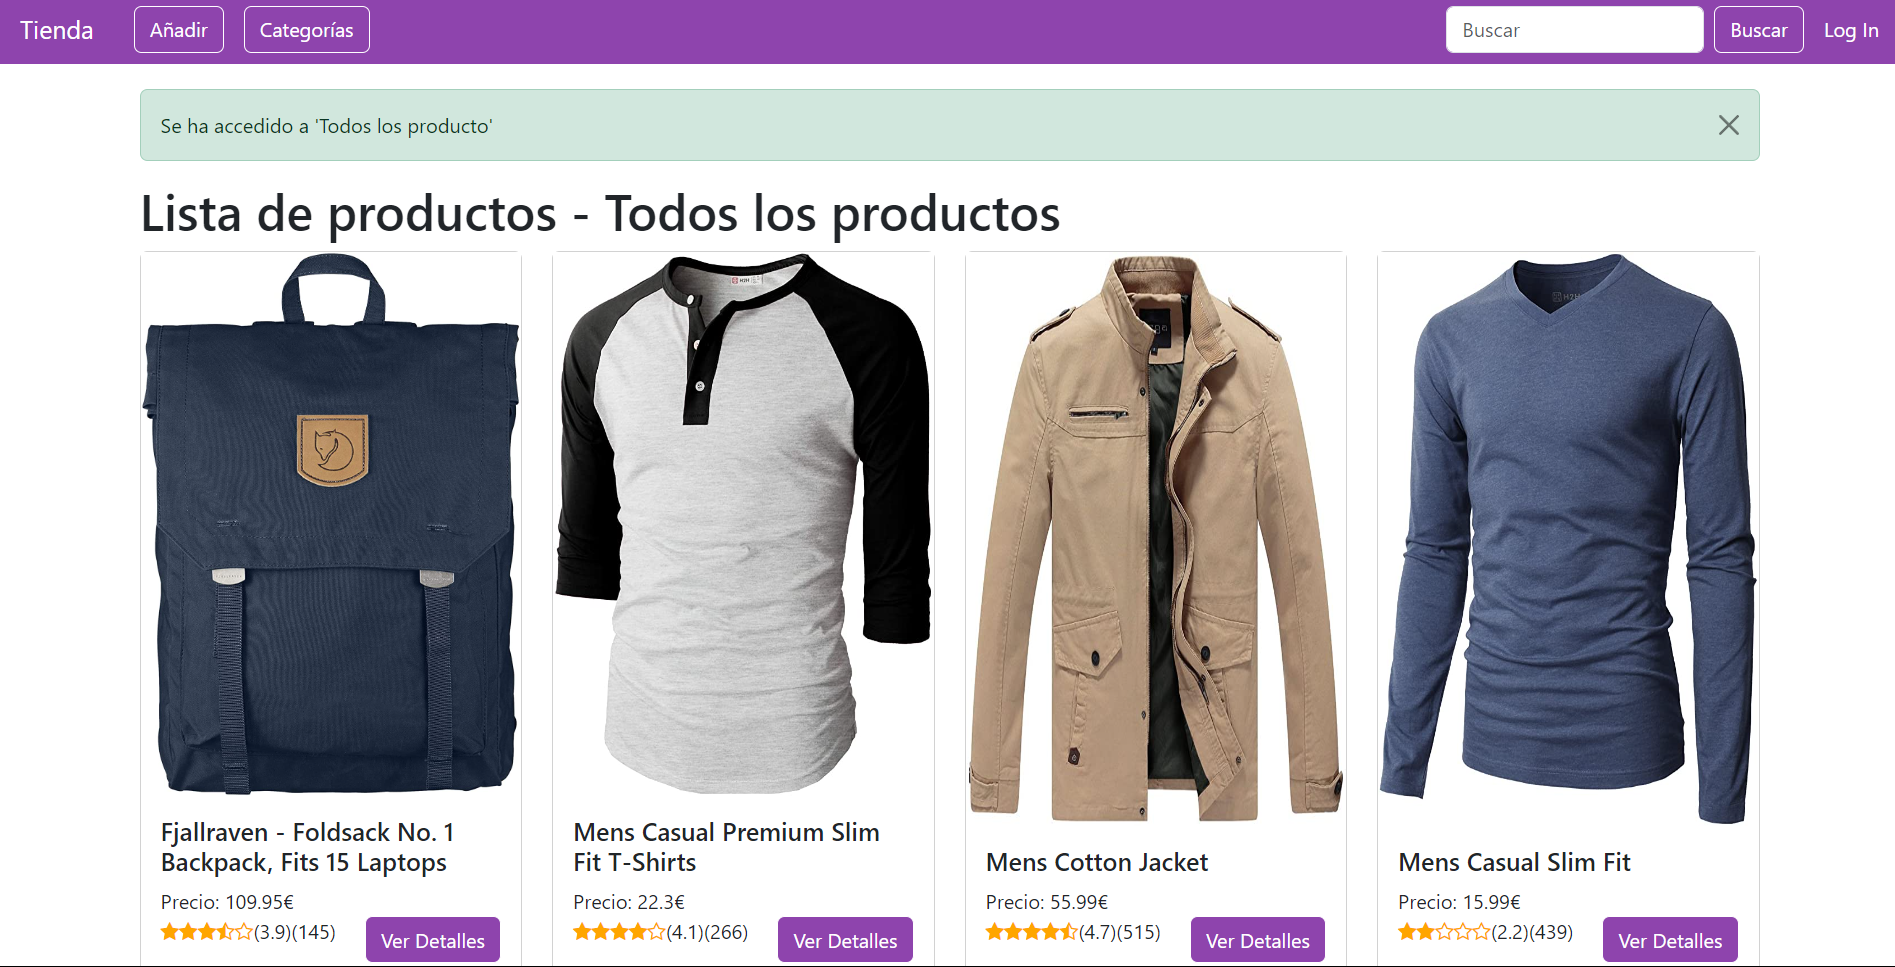 Tienda Añadir Categorías Buscar Buscar Log In
Se ha accedido a 'Todos los producto'
Lista de productos - Todos los productos
H2H
H2H
Fjallraven - Foldsack No. 1
Backpack, Fits 15 Laptops
Precio: 109.95€
(3.9)(145)
Ver Detalles
Mens Casual Premium Slim
Fit T-Shirts
Precio: 22.3€
(4.1)(266)
Ver Detalles
Mens Cotton Jacket
Precio: 55.99€
(4.7)(515)
Ver Detalles
Mens Casual Slim Fit
Precio: 15.99€
(2.2)(439)
Ver Detalles